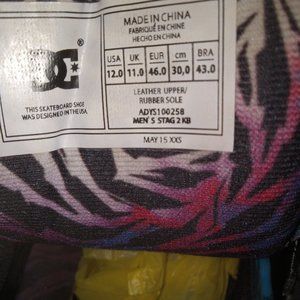 MADE IN CHINA
FABRIQUÉ EN CHINE
HECHO EN CHINA
USA UK EUR cm BRA
12.0 11.0 46.0 30,0 43.0
LEATHER UPPER/
RUBBER SOLE
ADYS100258
MEN´S STAG 2 KB
THIS SKATEBOARD SHOE
WAS DESIGNED IN THE USA
MAY 15 XXS